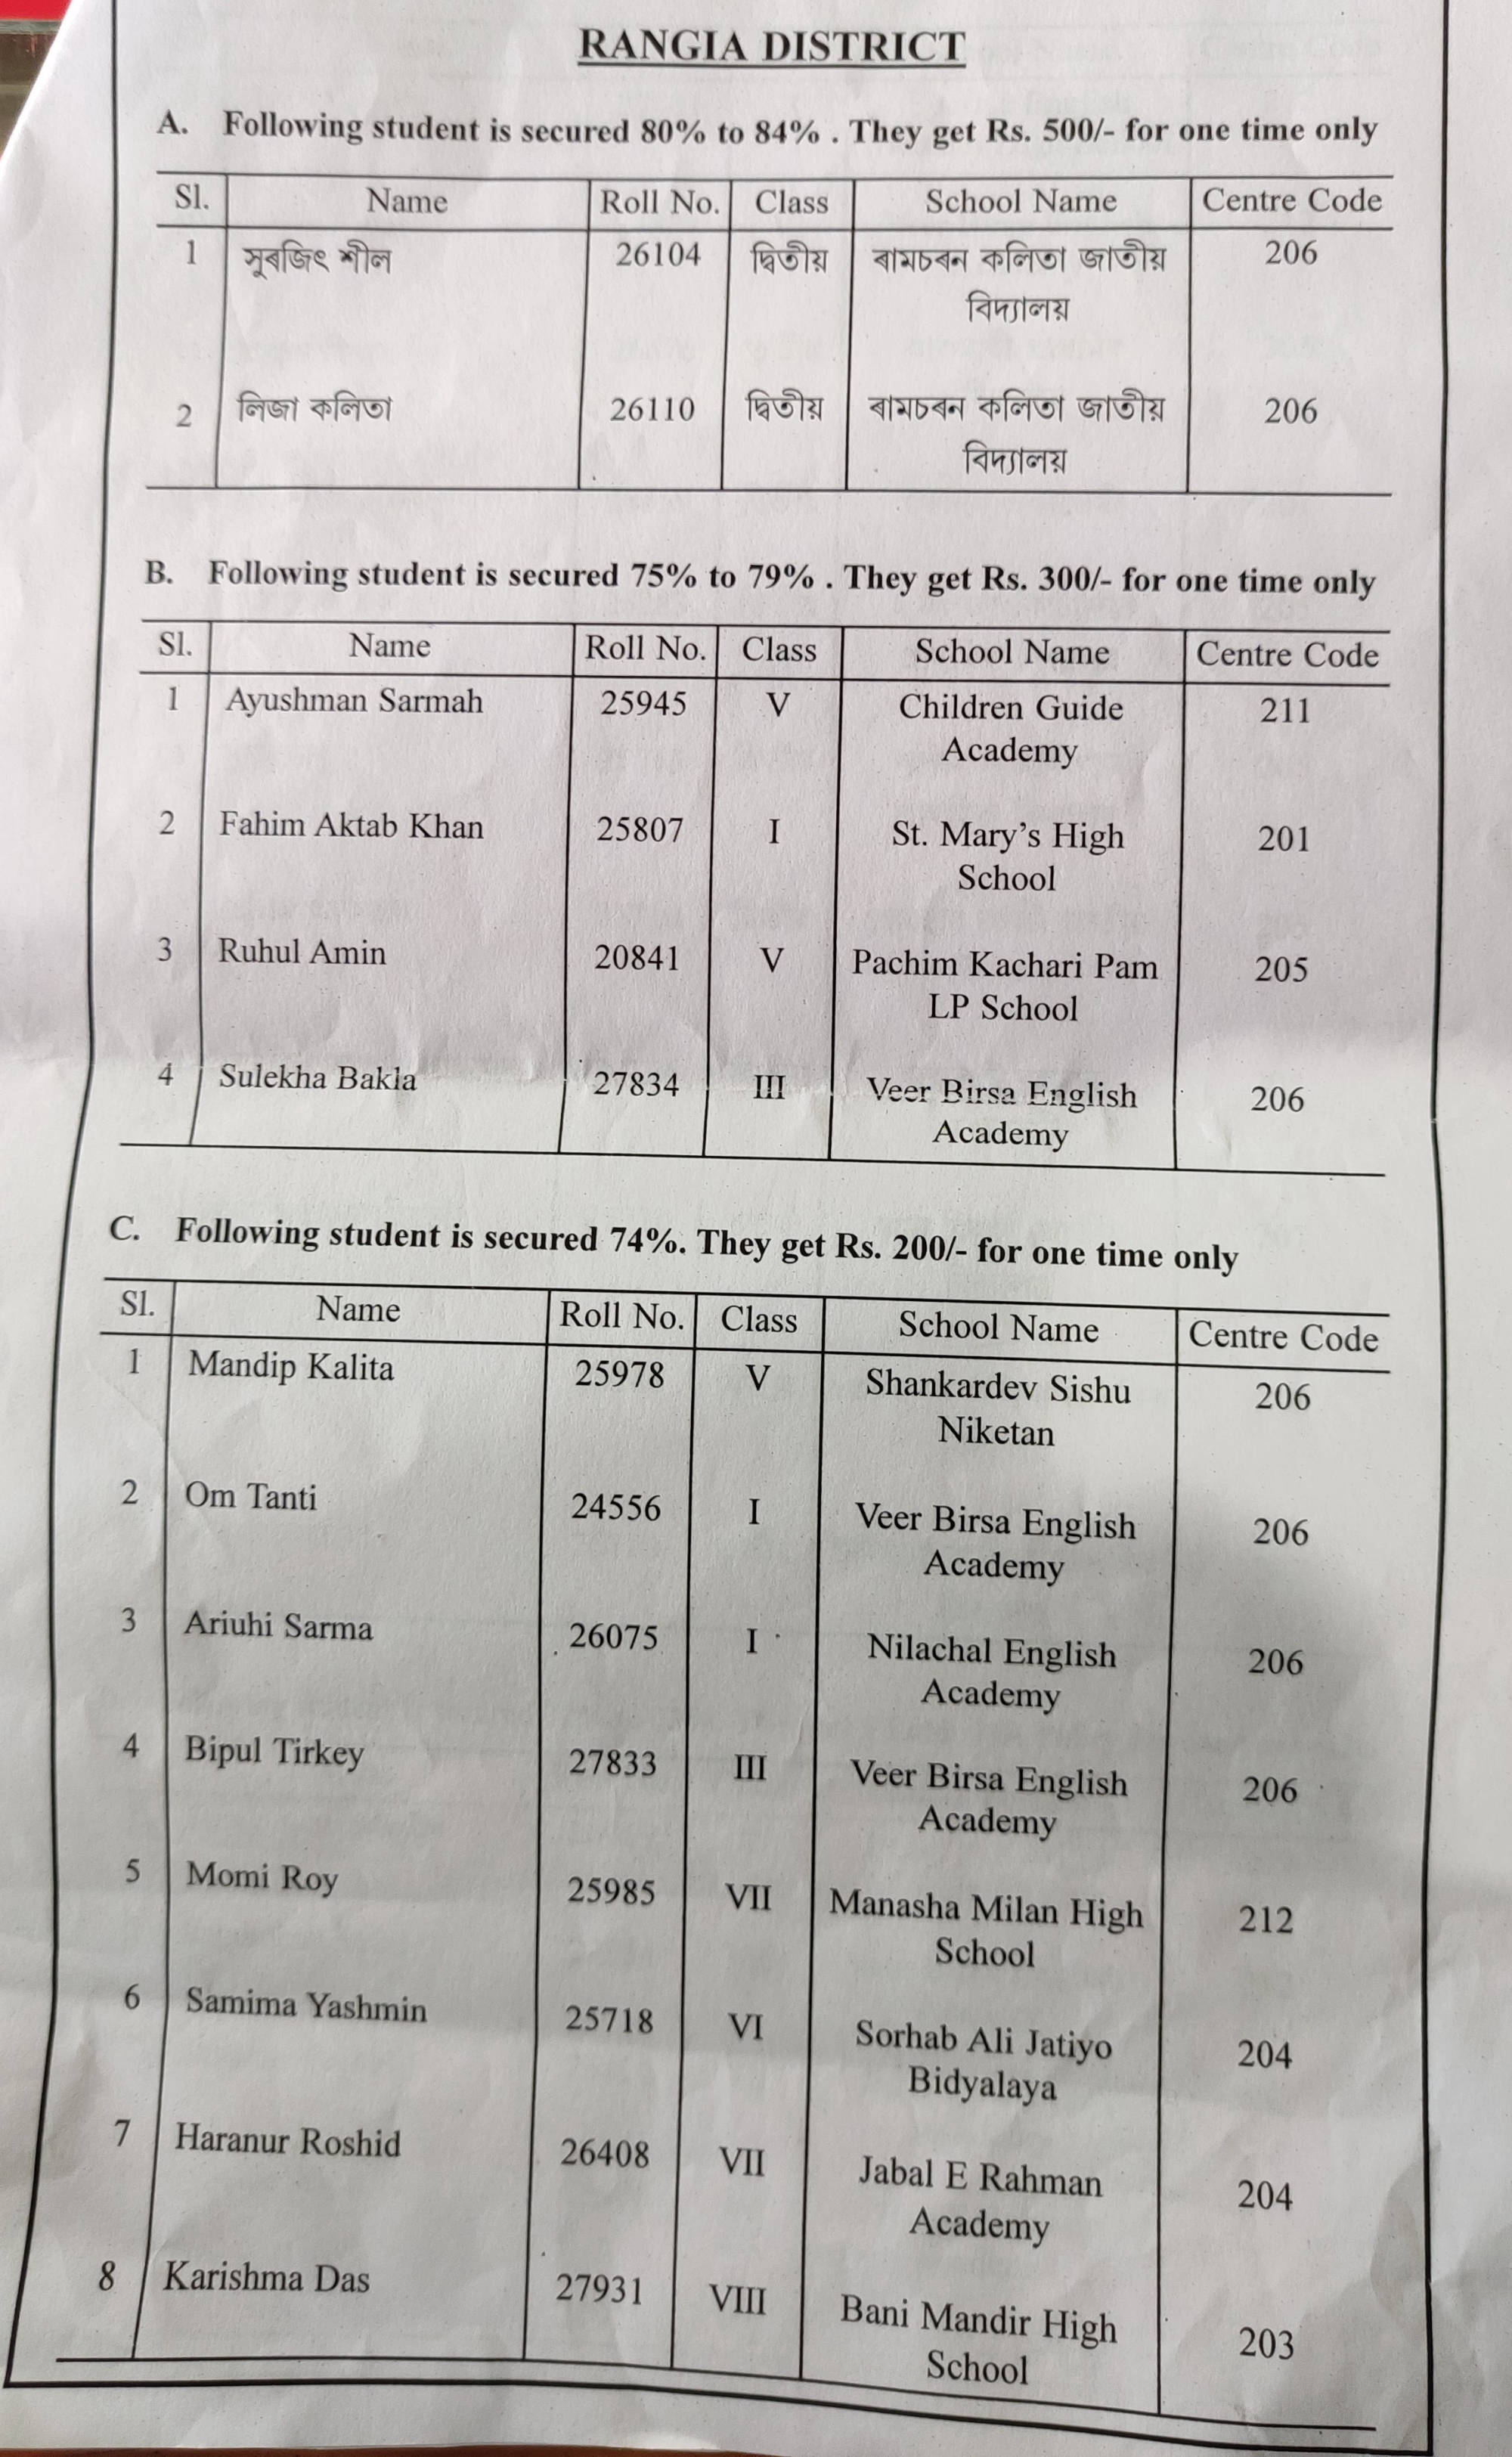 RANGIA DISTRICT
A. Following student is secured 80% to 84% . They get Rs. 500/- for one time only
Sl. Name Roll No. Class School Name Centre Code
1 সুৰজিৎ শীল 26104 দ্বিতীয় ৰামচৰন কলিতা জাতীয় 206
বিদ্যালয়
2 লিজা কলিতা 26110 দ্বিতীয় ৰামচৰন কলিতা জাতীয় 206
বিদ্যালয়
B. Following student is secured 75% to 79% . They get Rs. 300/- for one time only
Sl. Name Roll No. Class School Name Centre Code
1 Ayushman Sarmah 25945 V Children Guide 211
Academy
2 Fahim Aktab Khan 25807 I St. Mary’s High 201
School
3 Ruhul Amin 20841 V Pachim Kachari Pam 205
LP School
4 Sulekha Bakla 27834 III Veer Birsa English 206
Academy
C. Following student is secured 74%. They get Rs. 200/- for one time only
Sl. Name Roll No. Class School Name Centre Code
1 Mandip Kalita 25978 V Shankardev Sishu 206
Niketan
2 Om Tanti 24556 I Veer Birsa English 206
Academy
3 Ariuhi Sarma 26075 I Nilachal English 206
Academy
4 Bipul Tirkey 27833 III Veer Birsa English 206
Academy
5 Momi Roy 25985 VII Manasha Milan High 212
School
6 Samima Yashmin 25718 VI Sorhab Ali Jatiyo 204
Bidyalaya
7 Haranur Roshid 26408 VII Jabal E Rahman 204
Academy
8 Karishma Das 27931 VIII Bani Mandir High 203
School